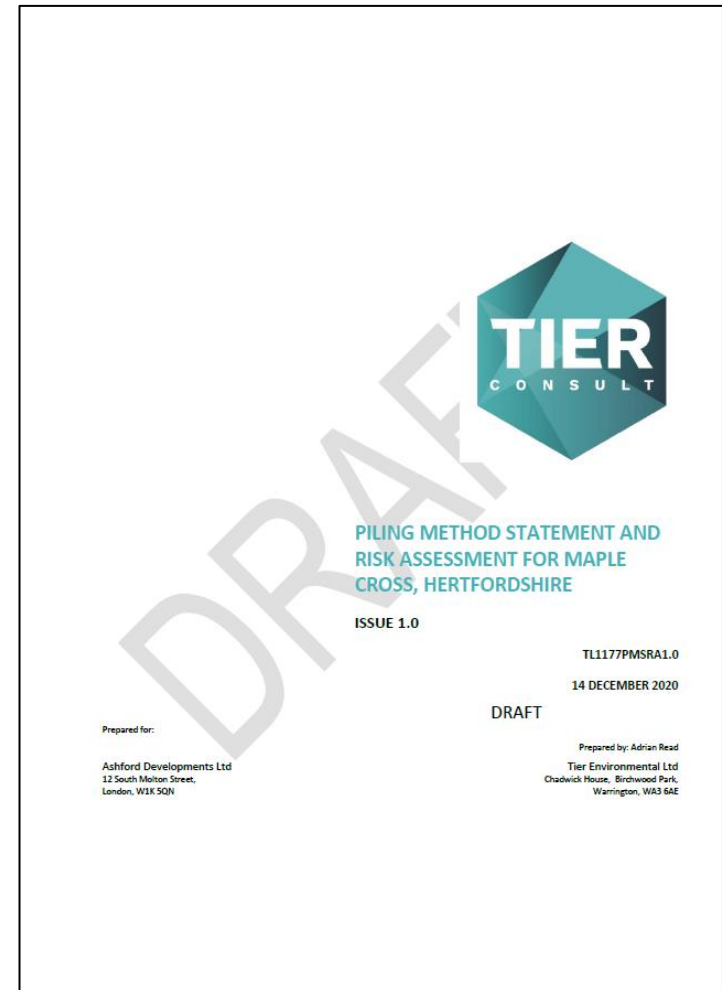 TIER
CONSULT
DRAFT
PILING METHOD STATEMENT AND
RISK ASSESSMENT FOR MAPLE
CROSS, HERTFORDSHIRE
ISSUE 1.0
TL1177PMSRA1.0
14 DECEMBER 2020
DRAFT
Prepared for:
Ashford Developments Ltd
12 South Molton Street,
London, W1K 5QN
Prepared by: Adrian Read
Tier Environmental Ltd
Chadwick House, Birchwood Park,
Warrington, WA3 6AE